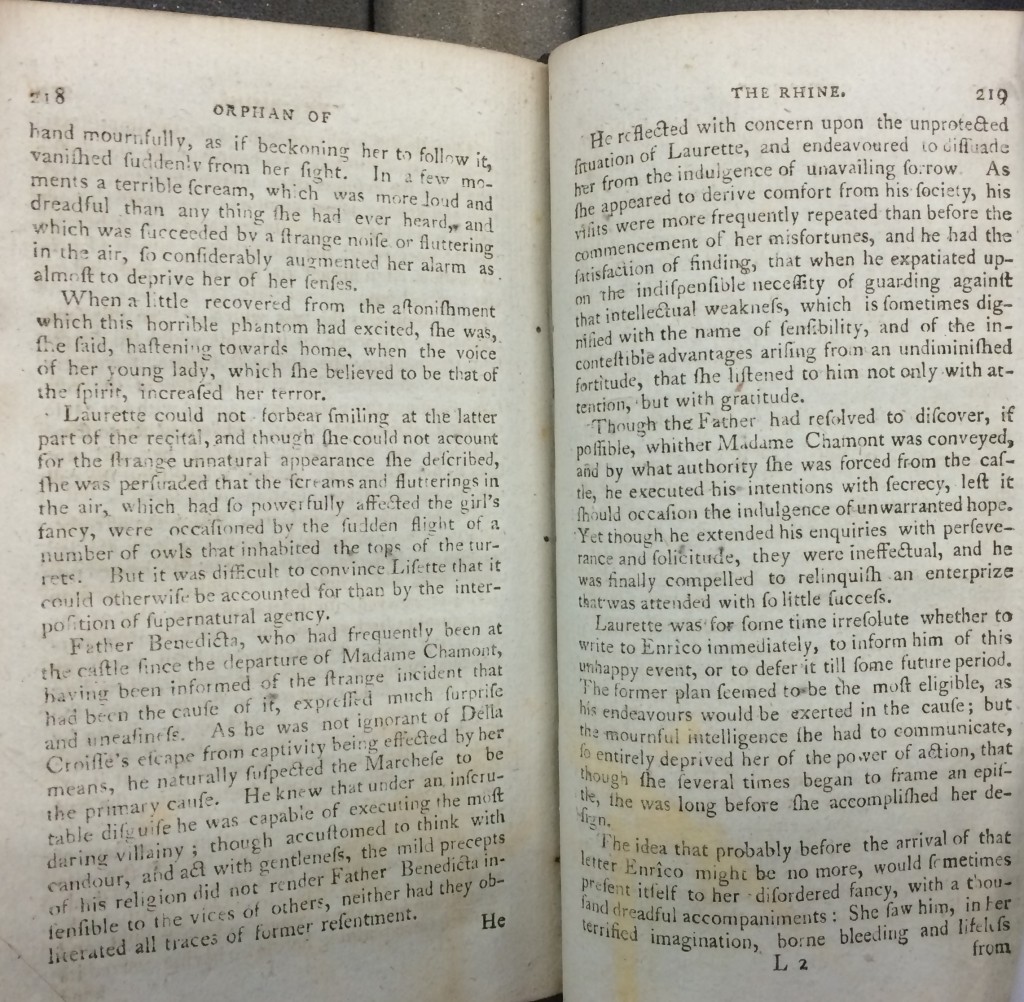 218
ORPHAN OF
hand mournfully, as if beckoning her to follow it,
vaniſhed ſuddenly from her ſight. In a few mo-
ments a terrible ſcream, which was more loud and
dreadful than any thing ſhe had ever heard, and
which was ſucceeded by a ſtrange noiſe or fluttering
in the air, ſo conſiderably augmented her alarm as
almoſt to deprive her of her ſenſes.
When a little recovered from the aſtoniſhment
which this horrible phantom had excited, ſhe was,
ſhe ſaid, haſtening towards home, when the voice
of her young lady, which ſhe believed to be that of
the ſpirit, increaſed her terror.
Laurette could not forbear ſmiling at the latter
part of the recital, and though ſhe could not account
for the ſtrange unnatural appearance ſhe deſcribed,
ſhe was perſuaded that the ſcreams and flutterings in
the air, which had ſo powerfully affected the girl's
fancy, were occaſioned by the ſudden flight of a
number of owls that inhabited the tops of the tur-
rets. But it was difficult to convince Liſette that it
could otherwiſe be accounted for than by the inter-
poſition of ſupernatural agency.
Father Benedicta, who had frequently been at
the caſtle ſince the departure of Madame Chamont,
having been informed of the ſtrange incident that
had been the cauſe of it, expreſſed much ſurpriſe
and uneaſineſs. As he was not ignorant of Della
Croiſſe's eſcape from captivity being effected by her
means, he naturally ſuſpected the Marcheſe to be
the primary cauſe. He knew that under an inſcru-
table diſguiſe he was capable of executing the moſt
daring villainy; though accuſtomed to think with
candour, and act with gentleneſs, the mild precepts
of his religion did not render Father Benedicta in-
ſenſible to the vices of others, neither had they ob-
literated all traces of former reſentment.
He
THE RHINE.
219
He reflected with concern upon the unprotected
ſituation of Laurette, and endeavoured to diſſuade
her from the indulgence of unavailing ſorrow. As
ſhe appeared to derive comfort from his ſociety, his
viſits were more frequently repeated than before the
commencement of her misfortunes, and he had the
ſatisfaction of finding, that when he expatiated up-
on the indiſpenſible neceſſity of guarding againſt
that intellectual weakneſs, which is ſometimes dig-
nified with the name of ſenſibility, and of the in-
conteſtible advantages ariſing from an undiminiſhed
fortitude, that ſhe liſtened to him not only with at-
tention, but with gratitude.
Though the Father had reſolved to diſcover, if
poſſible, whither Madame Chamont was conveyed,
and by what authority ſhe was forced from the caſ-
tle, he executed his intentions with ſecrecy, leſt it
ſhould occaſion the indulgence of unwarranted hope.
Yet though he extended his enquiries with perſeve-
rance and ſolicitude, they were ineffectual, and he
was finally compelled to relinquiſh an enterprize
that was attended with ſo little ſucceſs.
Laurette was for ſome time irreſolute whether to
write to Enrico immediately, to inform him of this
unhappy event, or to defer it till ſome future period.
The former plan ſeemed to be the moſt eligible, as
his endeavours would be exerted in the cauſe; but
the mournful intelligence ſhe had to communicate,
ſo entirely deprived her of the power of action, that
though ſhe ſeveral times began to frame an epiſ-
tle, ſhe was long before ſhe accompliſhed her de-
ſign.
The idea that probably before the arrival of that
letter Enrico might be no more, would ſometimes
preſent itſelf to her diſordered fancy, with a thou-
ſand dreadful accompaniments: She ſaw him, in her
terrified imagination, borne bleeding and lifeleſs
L 2
from